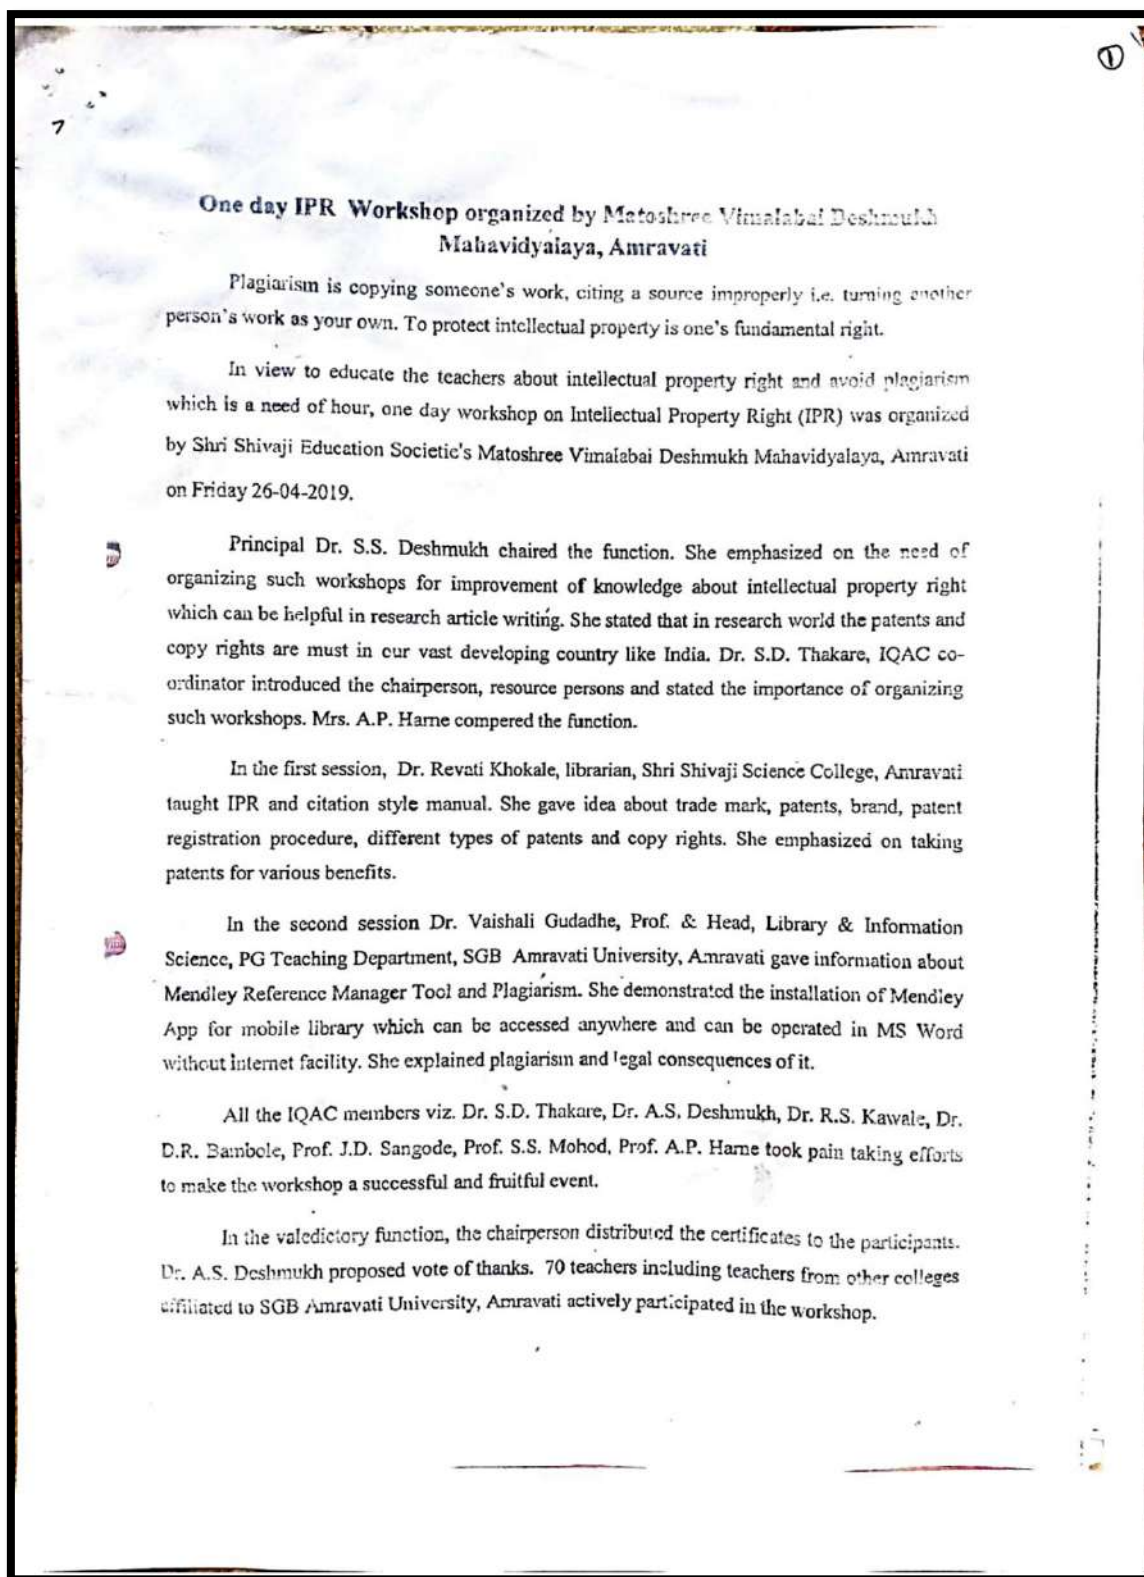 ①
7
One day IPR Workshop organized by Matoshree Vimalabai Deshmukh
Mahavidyalaya, Amravati
Plagiarism is copying someone's work, citing a source improperly i.e. turning another
person's work as your own. To protect intellectual property is one's fundamental right.
In view to educate the teachers about intellectual property right and avoid plagiarism
which is a need of hour, one day workshop on Intellectual Property Right (IPR) was organized
by Shri Shivaji Education Societie's Matoshree Vimalabai Deshmukh Mahavidyalaya, Amravati
on Friday 26-04-2019.
Principal Dr. S.S. Deshmukh chaired the function. She emphasized on the need of
organizing such workshops for improvement of knowledge about intellectual property right
which can be helpful in research article writing. She stated that in research world the patents and
copy rights are must in our vast developing country like India. Dr. S.D. Thakare, IQAC co-
ordinator introduced the chairperson, resource persons and stated the importance of organizing
such workshops. Mrs. A.P. Harne compered the function.
In the first session, Dr. Revati Khokale, librarian, Shri Shivaji Science College, Amravati
taught IPR and citation style manual. She gave idea about trade mark, patents, brand, patent
registration procedure, different types of patents and copy rights. She emphasized on taking
patents for various benefits.
In the second session Dr. Vaishali Gudadhe, Prof. & Head, Library & Information
Science, PG Teaching Department, SGB Amravati University, Amravati gave information about
Mendley Reference Manager Tool and Plagiarism. She demonstrated the installation of Mendley
App for mobile library which can be accessed anywhere and can be operated in MS Word
without internet facility. She explained plagiarism and legal consequences of it.
All the IQAC members viz. Dr. S.D. Thakare, Dr. A.S. Deshmukh, Dr. R.S. Kawale, Dr.
D.R. Bambole, Prof. J.D. Sangode, Prof. S.S. Mohod, Prof. A.P. Harne took pain taking efforts
to make the workshop a successful and fruitful event.
In the valedictory function, the chairperson distributed the certificates to the participants.
Dr. A.S. Deshmukh proposed vote of thanks. 70 teachers including teachers from other colleges
affiliated to SGB Amravati University, Amravati actively participated in the workshop.